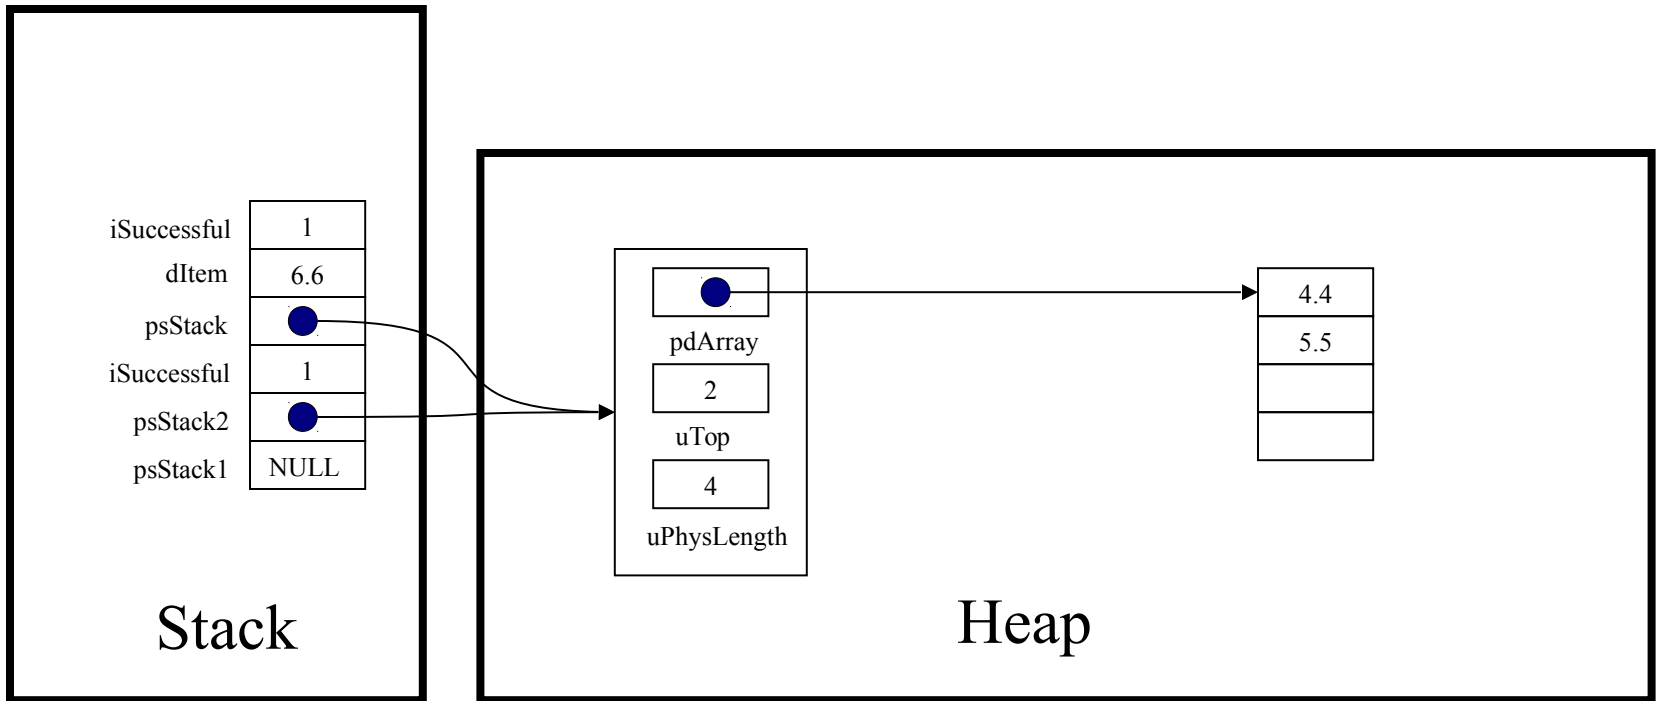 iSuccessful 1
dItem 6.6
psStack
iSuccessful 1
psStack2
psStack1 NULL
Stack
pdArray
2
uTop
4
uPhysLength
4.4
5.5
Heap